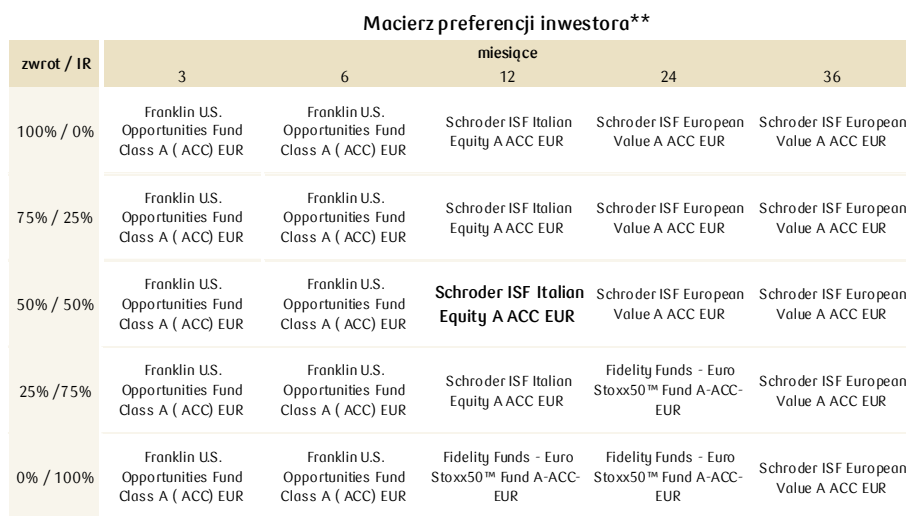 Macierz preferencji inwestora**
zwrot / IR
miesiące
3 6 12 24 36
100% / 0%
Franklin U.S.
Opportunities Fund
Class A ( ACC) EUR
Franklin U.S.
Opportunities Fund
Class A ( ACC) EUR
Schroder ISF Italian
Equity A ACC EUR
Schroder ISF European
Value A ACC EUR
Schroder ISF European
Value A ACC EUR
75% / 25%
Franklin U.S.
Opportunities Fund
Class A ( ACC) EUR
Franklin U.S.
Opportunities Fund
Class A ( ACC) EUR
Schroder ISF Italian
Equity A ACC EUR
Schroder ISF European
Value A ACC EUR
Schroder ISF European
Value A ACC EUR
50% / 50%
Franklin U.S.
Opportunities Fund
Class A ( ACC) EUR
Franklin U.S.
Opportunities Fund
Class A ( ACC) EUR
Schroder ISF Italian
Equity A ACC EUR
Schroder ISF European
Value A ACC EUR
Schroder ISF European
Value A ACC EUR
25% /75%
Franklin U.S.
Opportunities Fund
Class A ( ACC) EUR
Franklin U.S.
Opportunities Fund
Class A ( ACC) EUR
Schroder ISF Italian
Equity A ACC EUR
Fidelity Funds - Euro
Stoxx50™ Fund A-ACC-
EUR
Schroder ISF European
Value A ACC EUR
0% / 100%
Franklin U.S.
Opportunities Fund
Class A ( ACC) EUR
Franklin U.S.
Opportunities Fund
Class A ( ACC) EUR
Fidelity Funds - Euro
Stoxx50™ Fund A-ACC-
EUR
Fidelity Funds - Euro
Stoxx50™ Fund A-ACC-
EUR
Schroder ISF European
Value A ACC EUR